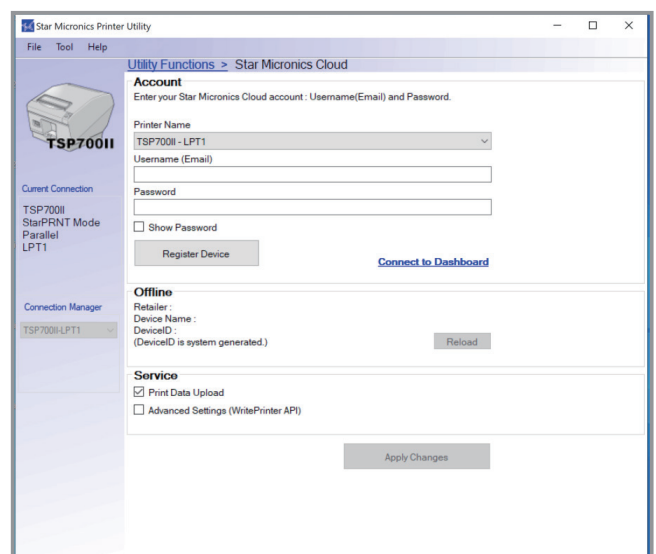 Star Micronics Printer Utility
File Tool Help
Utility Functions > Star Micronics Cloud
TSP700II
Current Connection
TSP700II
StarPRNT Mode
Parallel
LPT1
Connection Manager
TSP700II-LPT1
Account
Enter your Star Micronics Cloud account : Username(Email) and Password.
Printer Name
TSP700II - LPT1
Username (Email)
Password
Show Password
Register Device
Connect to Dashboard
Offline
Retailer :
Device Name :
DeviceID :
(DeviceID is system generated.)
Reload
Service
Print Data Upload
Advanced Settings (WritePrinter API)
Apply Changes